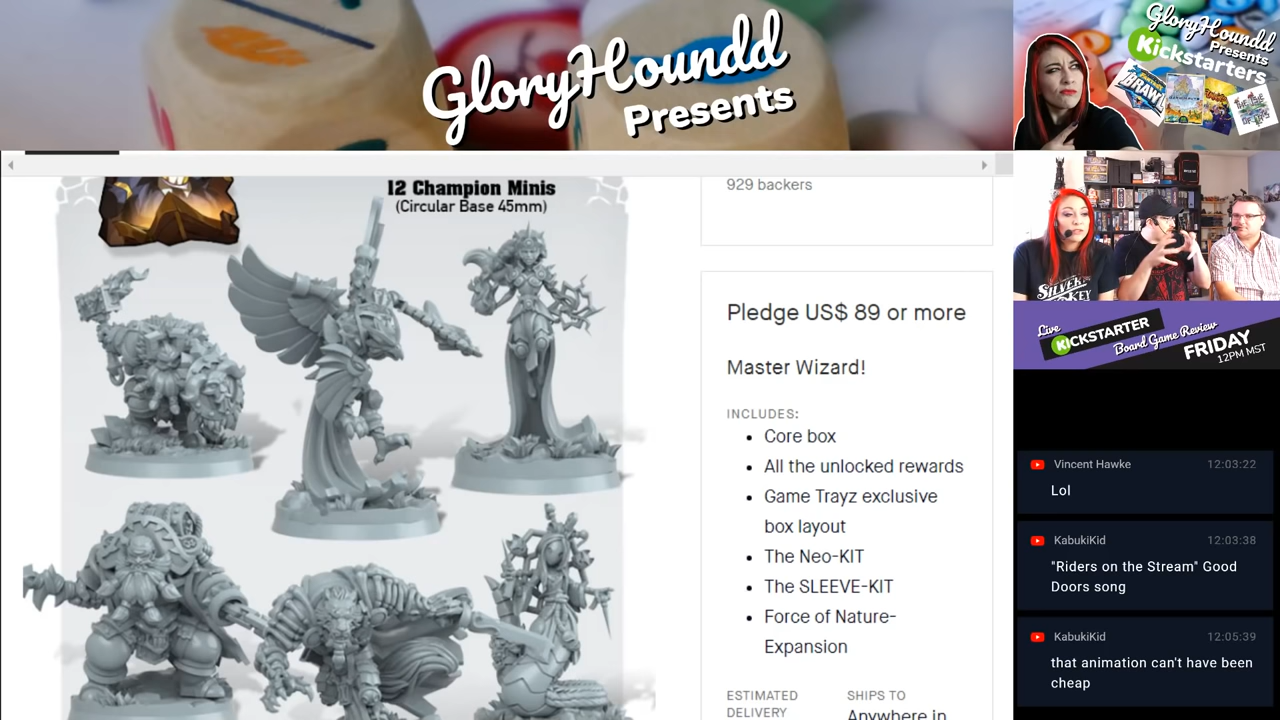 GloryHoundd
Presents
GloryHoundd
Presents
Kickstarters
BRAWL
12 Champion Minis
(Circular Base 45mm)
929 backers
Pledge US$ 89 or more
Master Wizard!
INCLUDES:
• Core box
• All the unlocked rewards
• Game Trayz exclusive
box layout
• The Neo-KIT
• The SLEEVE-KIT
• Force of Nature-
Expansion
ESTIMATED
DELIVERY
SHIPS TO
Anywhere in
SILVER KEY
Live
KICKSTARTER
Board Game Review
FRIDAY
12PM MST
Vincent Hawke 12:03:22
Lol
KabukiKid 12:03:38
"Riders on the Stream" Good
Doors song
KabukiKid 12:05:39
that animation can't have been
cheap